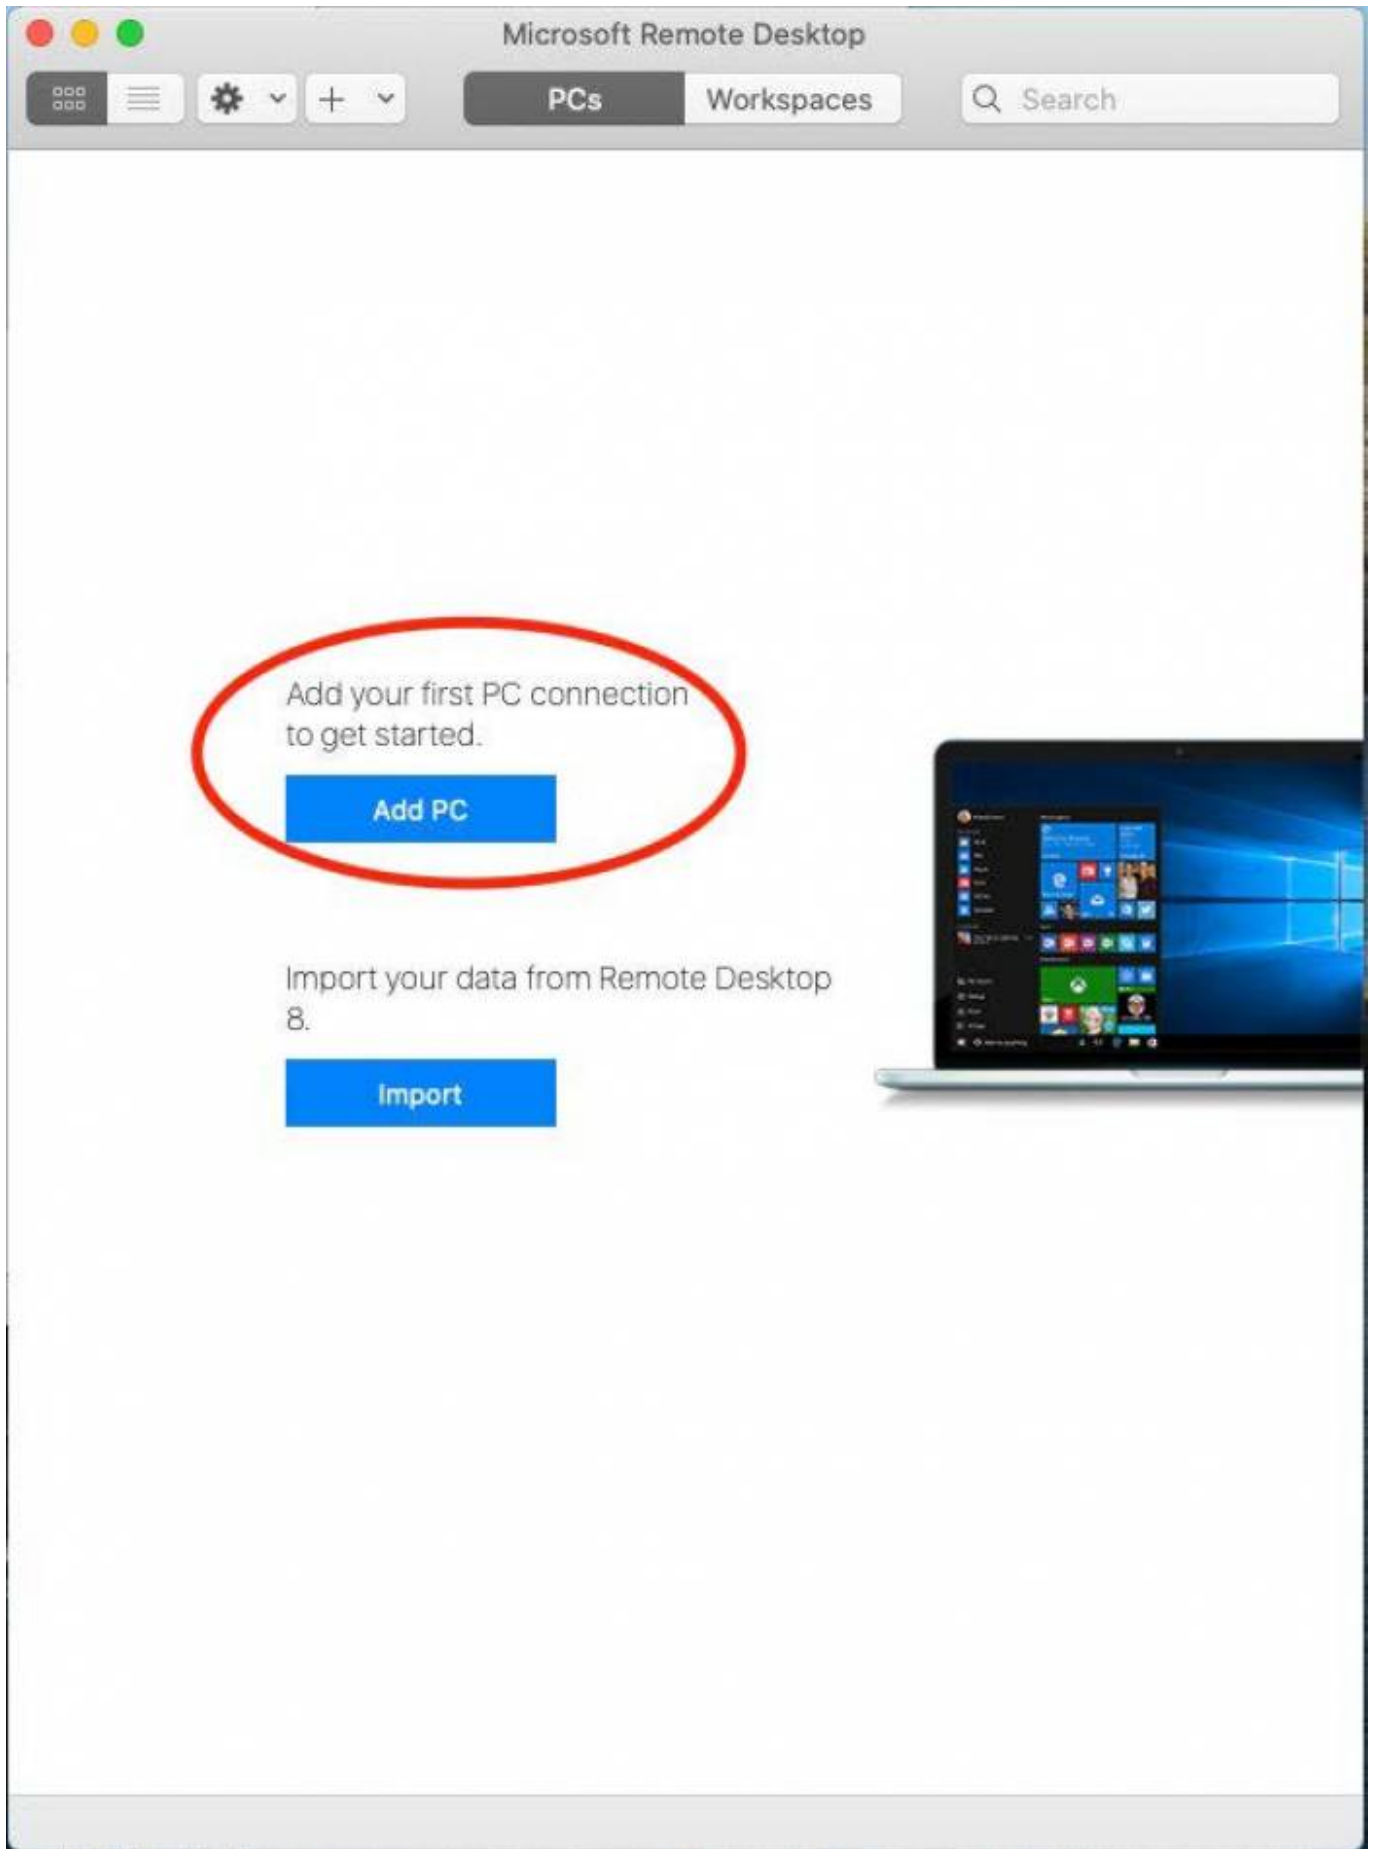 Microsoft Remote Desktop
PCs Workspaces Search
Add your first PC connection
to get started.
Add PC
Import your data from Remote Desktop
8.
Import